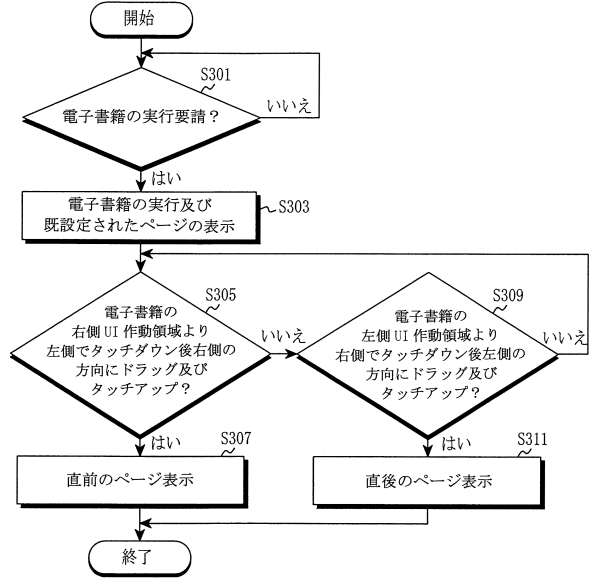 開始
S301
電子書籍の実行要請？
いいえ
はい
電子書籍の実行及び
既設定されたページの表示
S303
S305
電子書籍の
右側UI作動領域より
左側でタッチダウン後右側の
方向にドラッグ及び
タッチアップ？
いいえ
はい
S309
電子書籍の
左側UI作動領域より
右側でタッチダウン後左側の
方向にドラッグ及び
タッチアップ？
いいえ
はい
S307
直前のページ表示
S311
直後のページ表示
終了